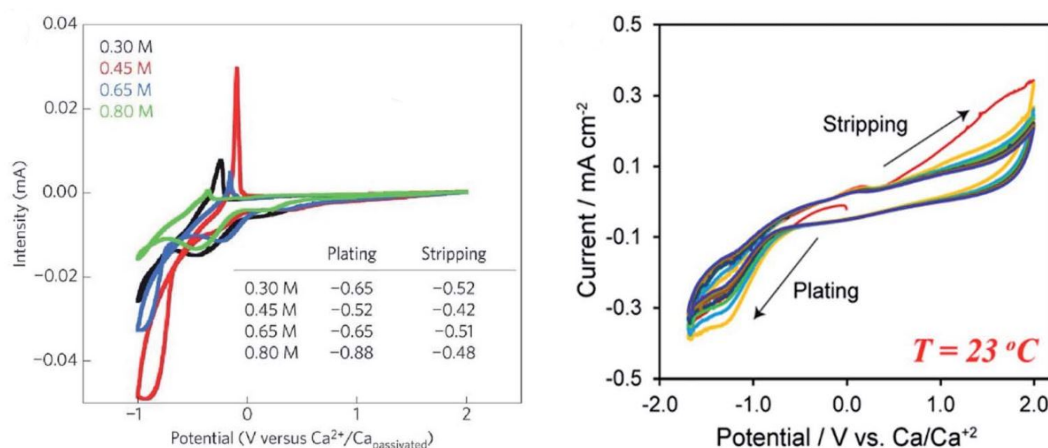 0.04
0.02
0.00
−0.02
−0.04
Intensity (mA)
0.30 M
0.45 M
0.65 M
0.80 M
Plating Stripping
0.30 M −0.65 −0.52
0.45 M −0.52 −0.42
0.65 M −0.65 −0.51
0.80 M −0.88 −0.48
−1 0 1 2
Potential (V versus Ca²⁺/Ca passivated)
0.5
0.3
0.1
-0.1
-0.3
-0.5
Current / mA cm⁻²
Stripping
Plating
T = 23 °C
-2.0 -1.0 0.0 1.0 2.0
Potential / V vs. Ca/Ca⁺²